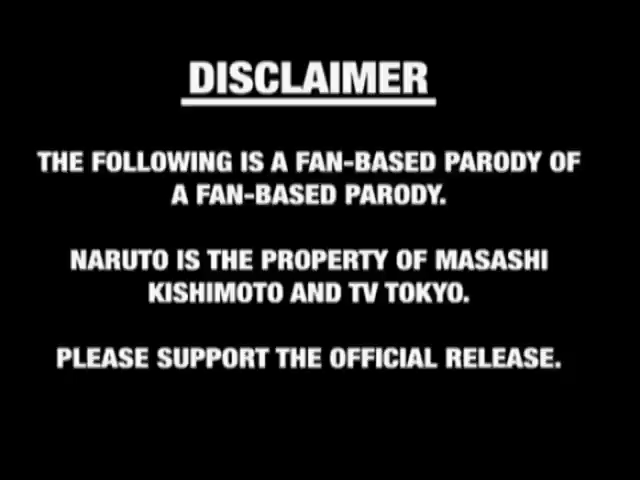 DISCLAIMER
THE FOLLOWING IS A FAN-BASED PARODY OF
A FAN-BASED PARODY.
NARUTO IS THE PROPERTY OF MASASHI
KISHIMOTO AND TV TOKYO.
PLEASE SUPPORT THE OFFICIAL RELEASE.